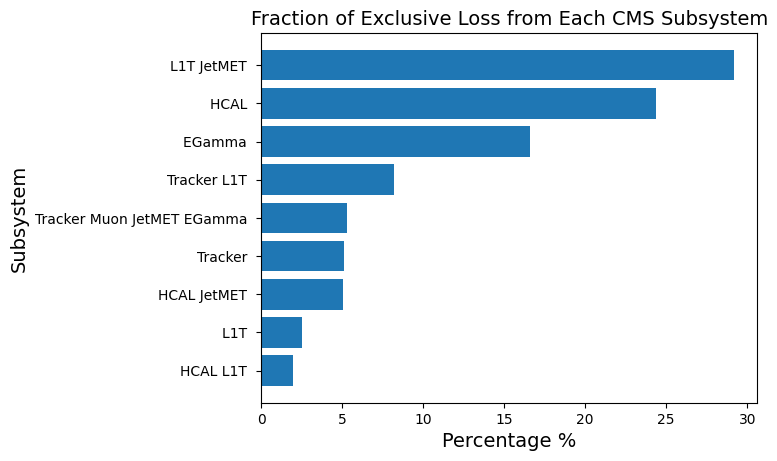 Fraction of Exclusive Loss from Each CMS Subsystem
Subsystem
L1T JetMET
HCAL
EGamma
Tracker L1T
Tracker Muon JetMET EGamma
Tracker
HCAL JetMET
L1T
HCAL L1T
0 5 10 15 20 25 30
Percentage %